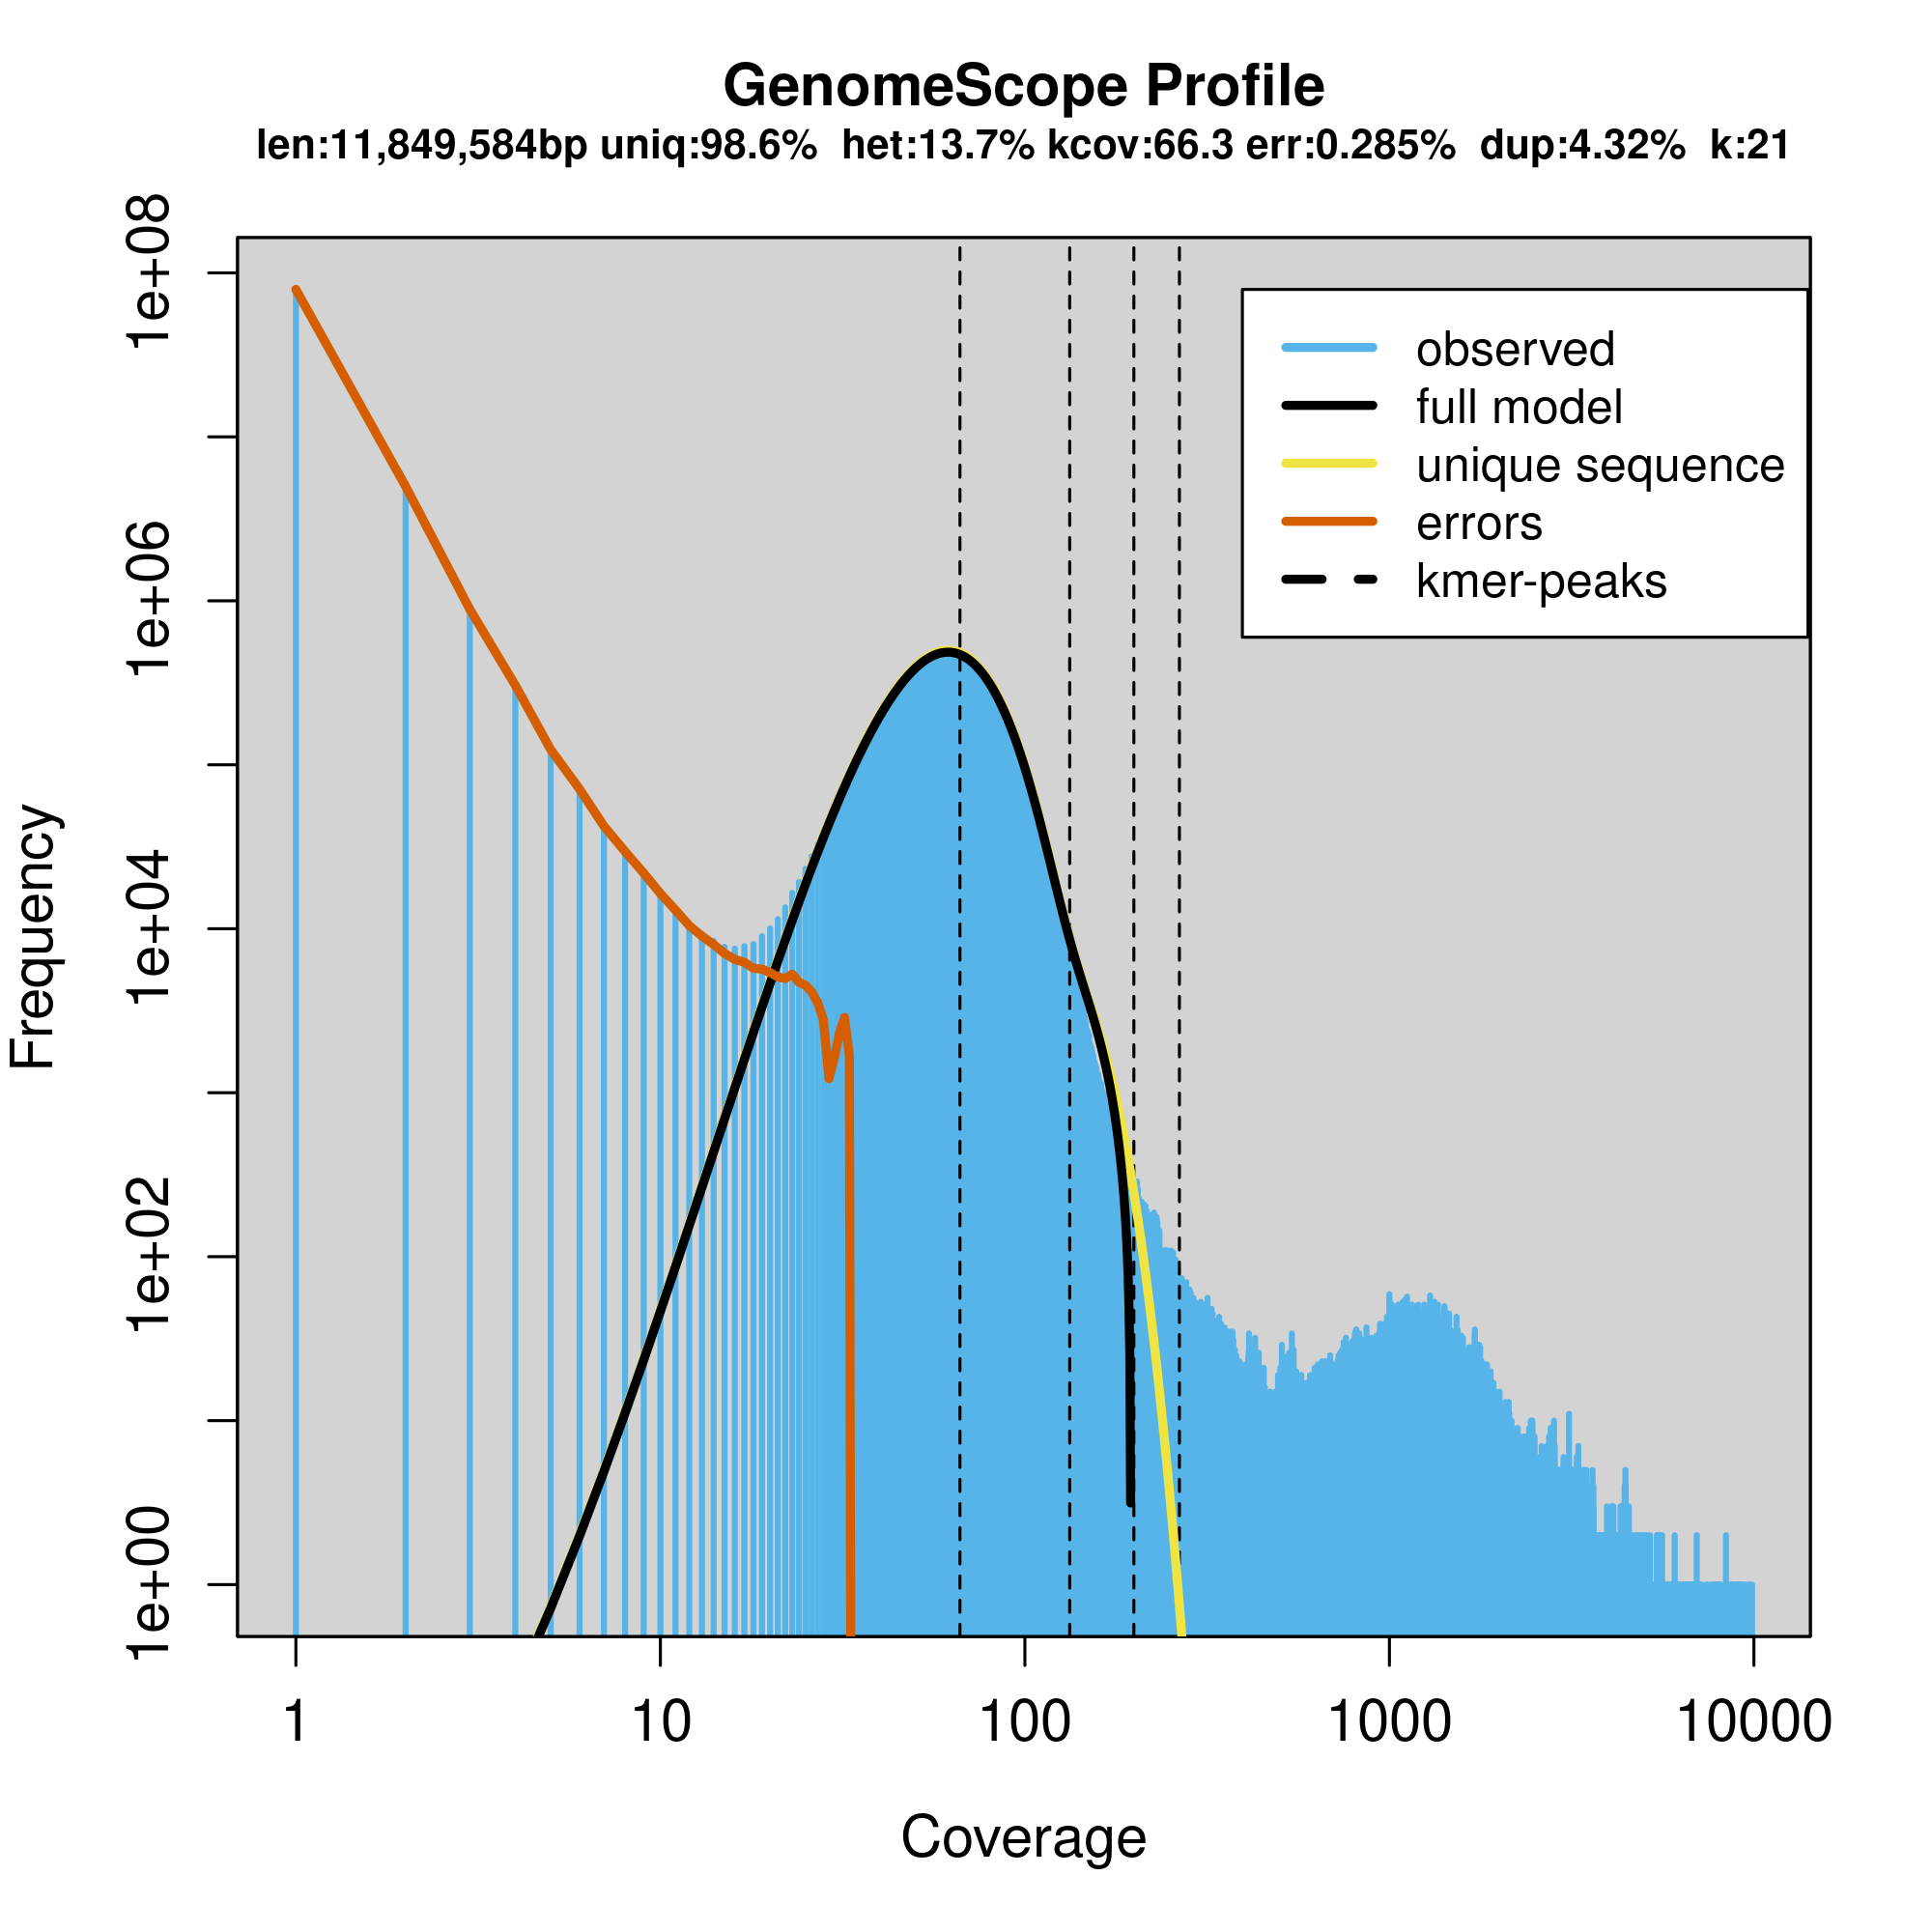 GenomeScope Profile
len:11,849,584bp uniq:98.6% het:13.7% kcov:66.3 err:0.285% dup:4.32% k:21
1e+08
1e+06
1e+04
1e+02
1e+00
Frequency
observed
full model
unique sequence
errors
kmer-peaks
1 10 100 1000 10000
Coverage